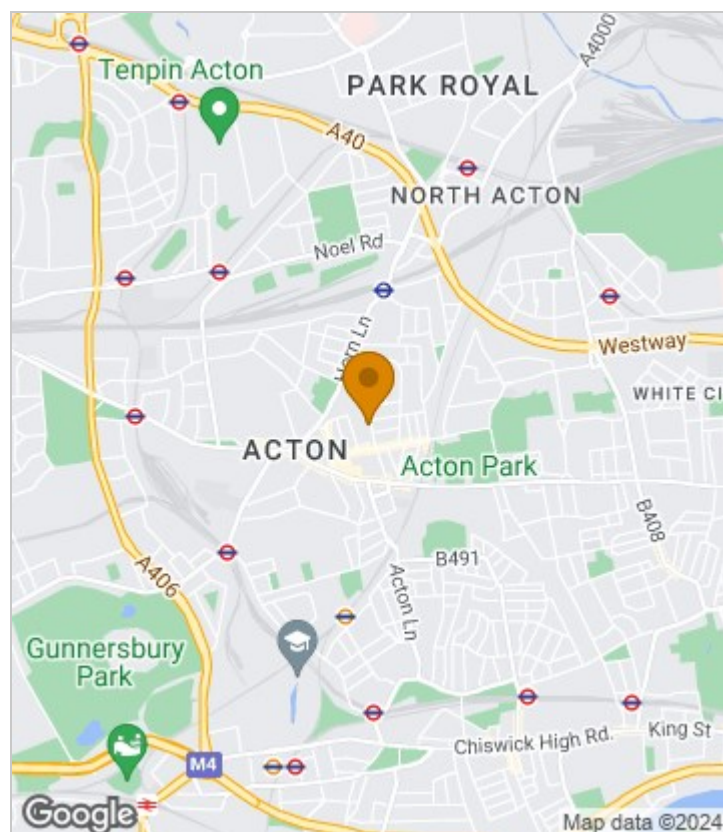 A4000
Tenpin Acton
PARK ROYAL
A40
NORTH ACTON
Noel Rd
Horn Ln
Westway
WHITE CI
ACTON
Acton Park
B408
B491
A406
Acton Ln
Gunnersbury
Park
King St
Chiswick High Rd.
M4
Google
Map data ©2024